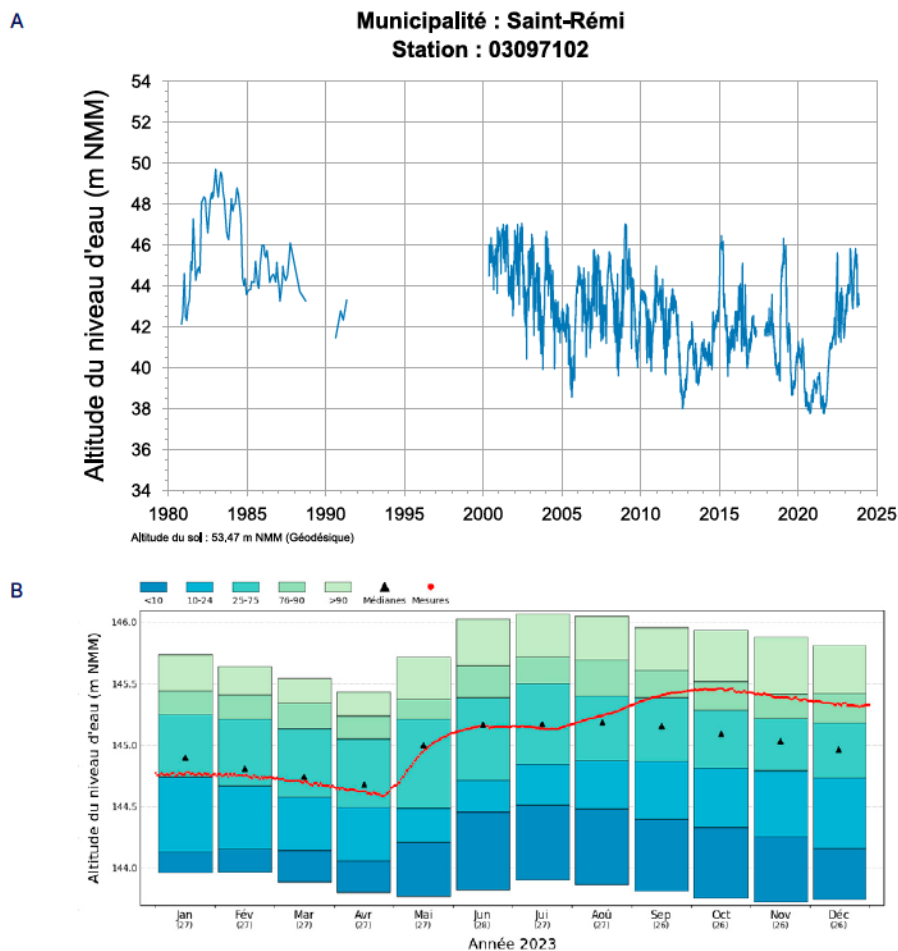 A
Municipalité : Saint-Rémi
Station : 03097102
Altitude du niveau d'eau (m NMM)
54
52
50
48
46
44
42
40
38
36
34
1980 1985 1990 1995 2000 2005 2010 2015 2020 2025
Altitude du sol : 53,47 m NMM (Géodésique)
B
<10 10-24 25-75 76-90 >90 Médianes Mesures
Altitude du niveau d'eau (m NMM)
146.0
145.5
145.0
144.5
144.0
Jan Fév Mar Avr Mai Jun Jui Aoû Sep Oct Nov Déc
(27) (27) (27) (27) (27) (28) (27) (27) (26) (26) (26) (26)
Année 2023